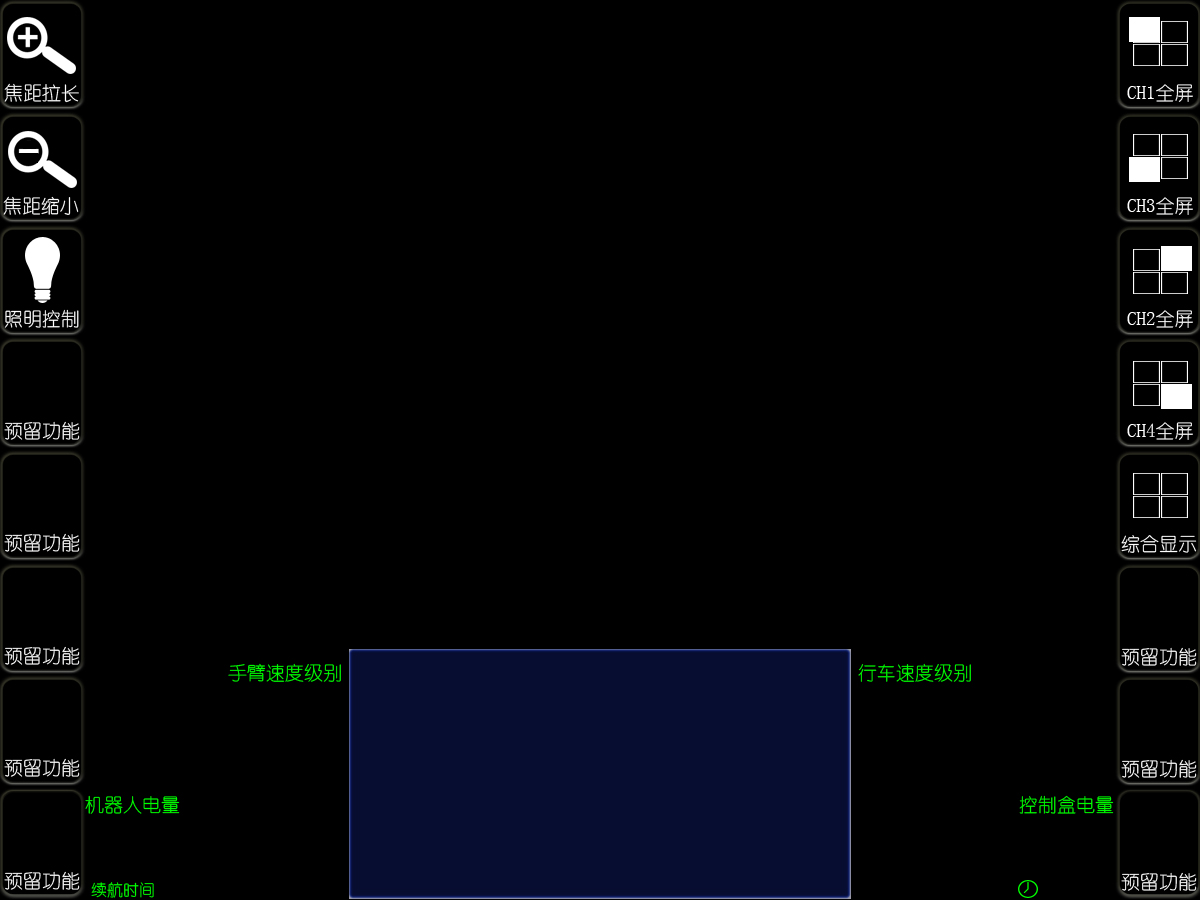 焦距拉长
焦距缩小
照明控制
预留功能
预留功能
预留功能
预留功能
预留功能
手臂速度级别
行车速度级别
机器人电量
控制盒电量
续航时间
CH1全屏
CH3全屏
CH2全屏
CH4全屏
综合显示
预留功能
预留功能
预留功能